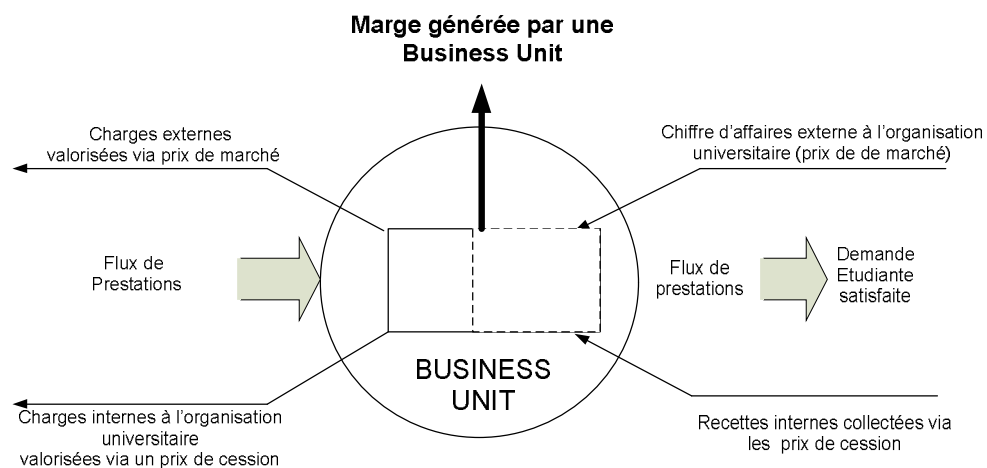 Marge générée par une
Business Unit
Charges externes
valorisées via prix de marché
Chiffre d'affaires externe à l'organisation
universitaire (prix de de marché)
Flux de
Prestations
Flux de
prestations
Demande
Etudiante
satisfaite
BUSINESS
UNIT
Charges internes à l'organisation
universitaire
valorisées via un prix de cession
Recettes internes collectées via
les prix de cession